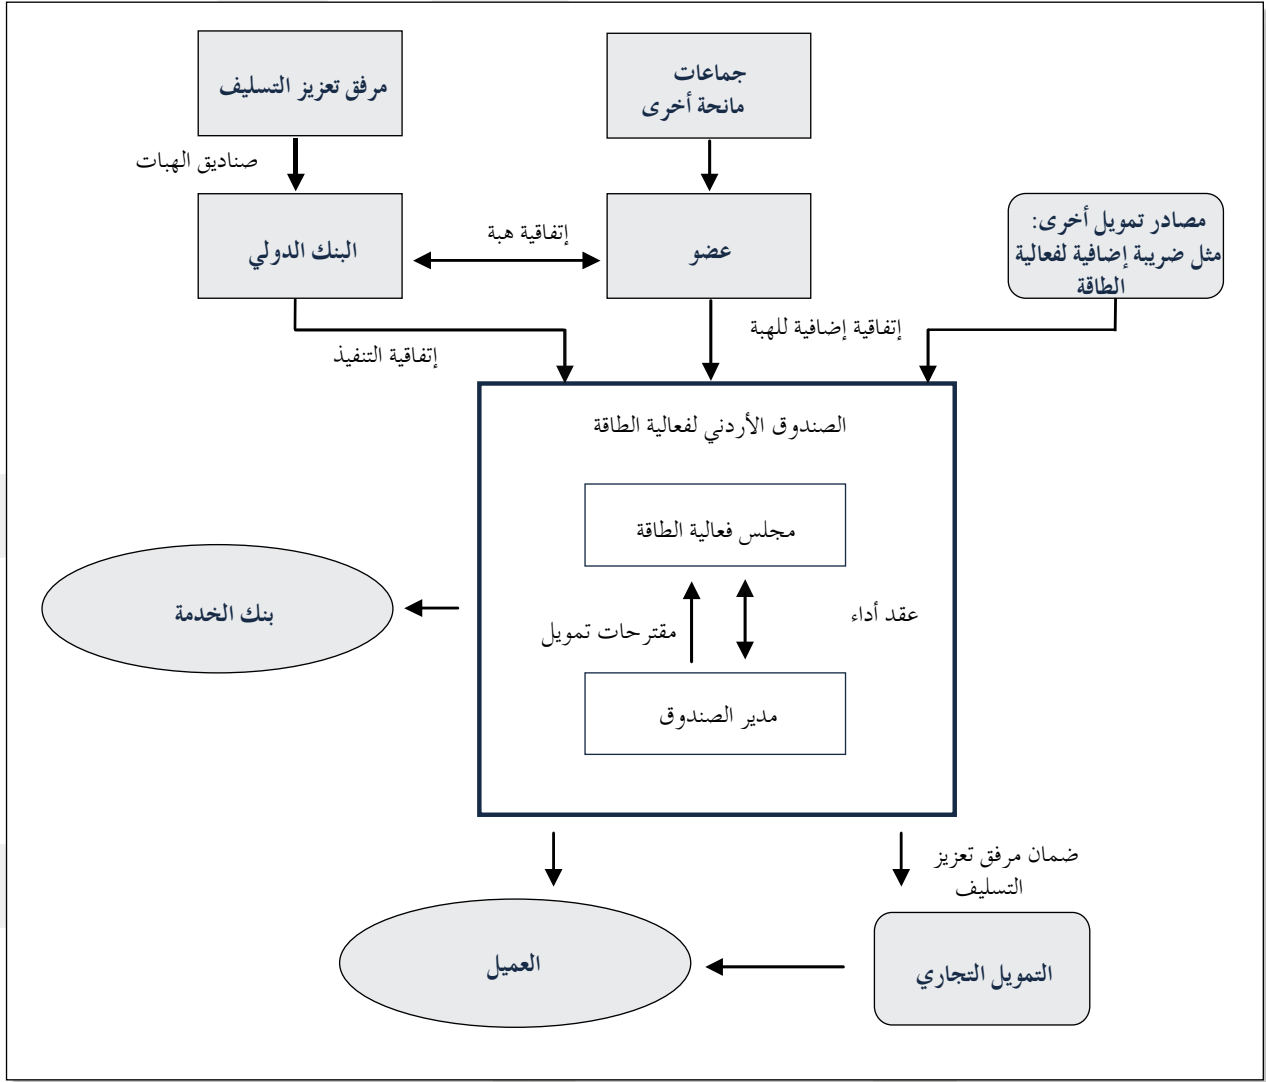 مرفق تعزيز التسليف
جماعات
مانحة أخرى
صناديق الهبات
البنك الدولي
إتفاقية هبة
عضو
مصادر تمويل أخرى:
مثل ضريبة إضافية لفعالية
الطاقة
إتفاقية التنفيذ
إتفاقية إضافية للهبة
الصندوق الأردني لفعالية الطاقة
مجلس فعالية الطاقة
عقد أداء
مقترحات تمويل
مدير الصندوق
بنك الخدمة
ضمان مرفق تعزيز
التسليف
التمويل التجاري
العميل